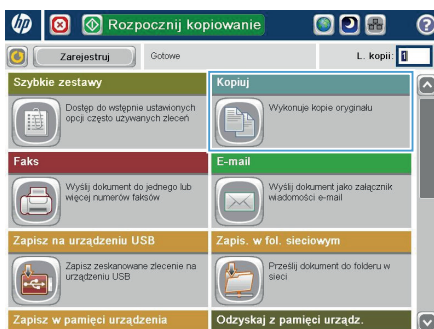 hp
Rozpocznij kopiowanie
?
Zarejestruj
Gotowe
L. kopii: 1
Szybkie zestawy
Dostęp do wstępnie ustawionych
opcji często używanych zleceń
Kopiuj
Wykonuje kopie oryginału
Faks
Wyślij dokument do jednego lub
więcej numerów faksów
E-mail
Wyślij dokument jako załącznik
wiadomości e-mail
Zapisz na urządzeniu USB
Zapisz zeskanowane zlecenie na
urządzeniu USB
Zapis. w fol. sieciowym
Prześlij dokument do folderu w
sieci
Zapisz w pamięci urządzenia
Odzyskaj z pamięci urządz.